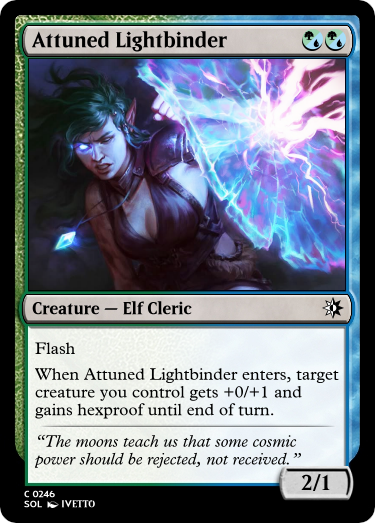 Attuned Lightbinder
Creature — Elf Cleric
Flash
When Attuned Lightbinder enters, target
creature you control gets +0/+1 and
gains hexproof until end of turn.
“The moons teach us that some cosmic
power should be rejected, not received.”
2/1
C 0246
SOL IVETTO